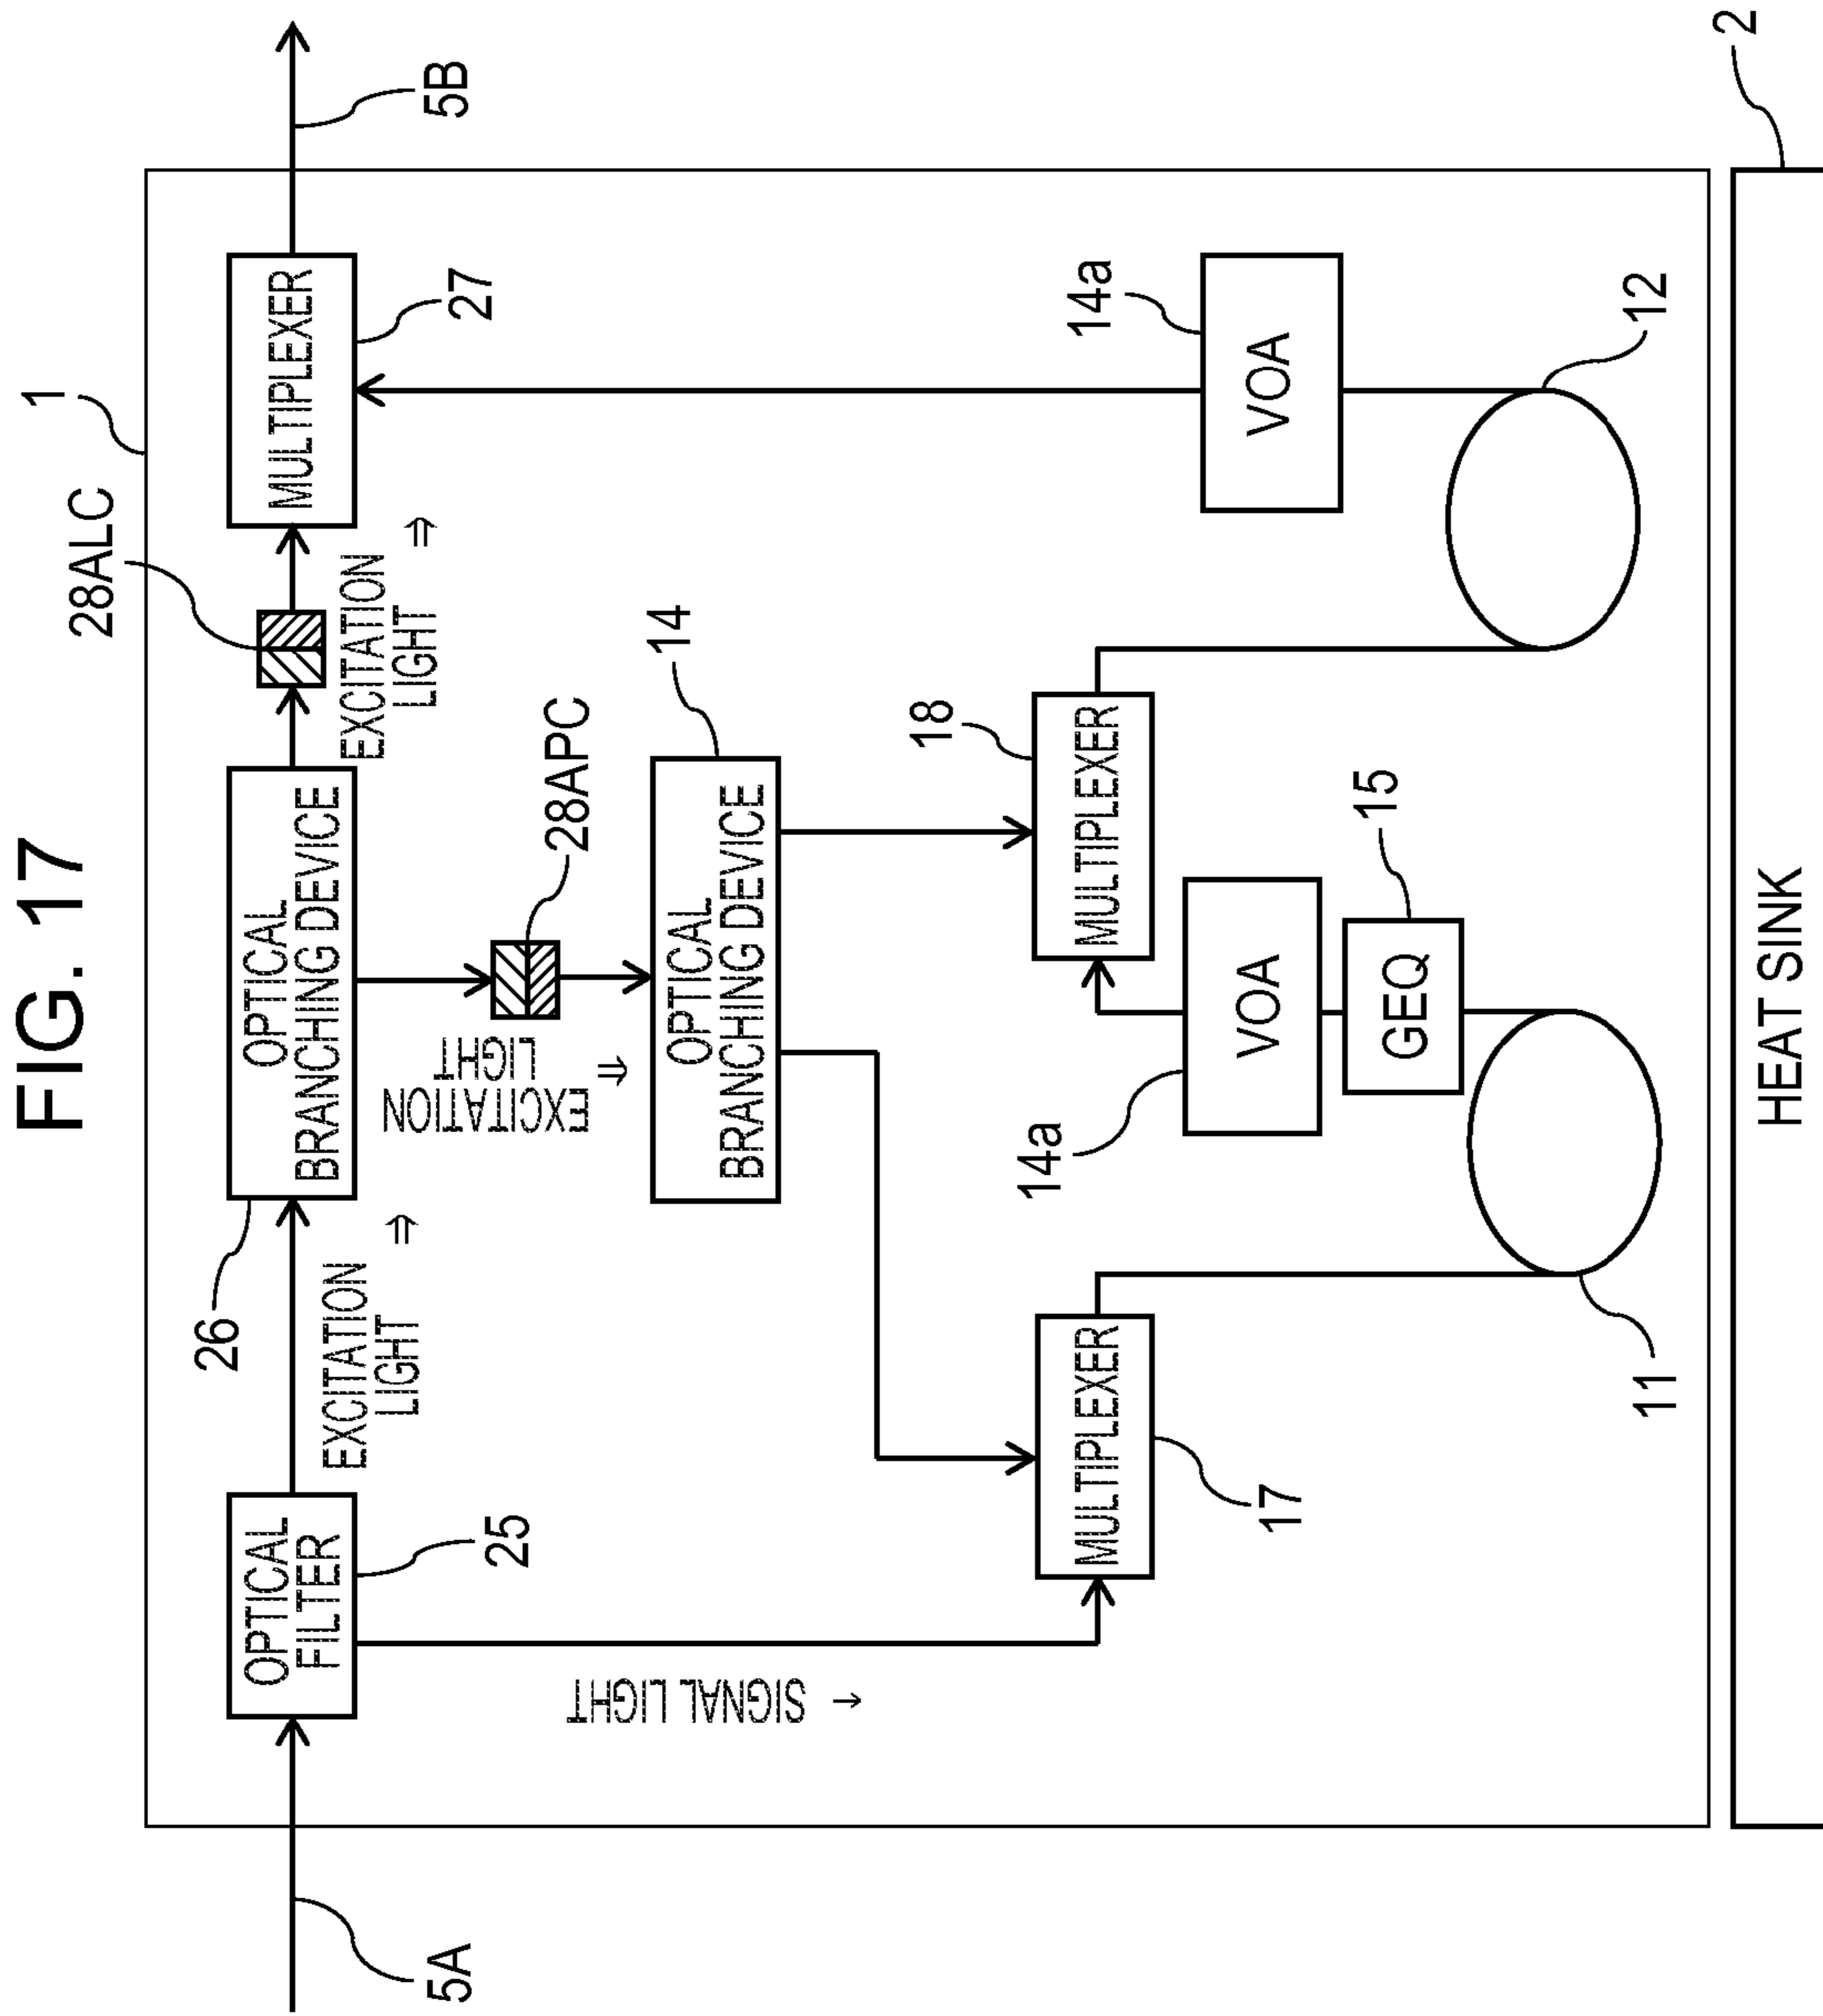 FIG. 17
1
28ALC
5B
OPTICAL
FILTER
25
EXCITATION
LIGHT
⇒
26
OPTICAL
BRANCHING DEVICE
EXCITATION
LIGHT
⇒
MULTIPLEXER
27
5A
EXCITATION
LIGHT
⇒
28APC
14
OPTICAL
BRANCHING DEVICE
SIGNAL LIGHT
←
MULTIPLEXER
17
18
MULTIPLEXER
14a
VOA
14a
VOA
15
GEQ
11
12
2
HEAT SINK